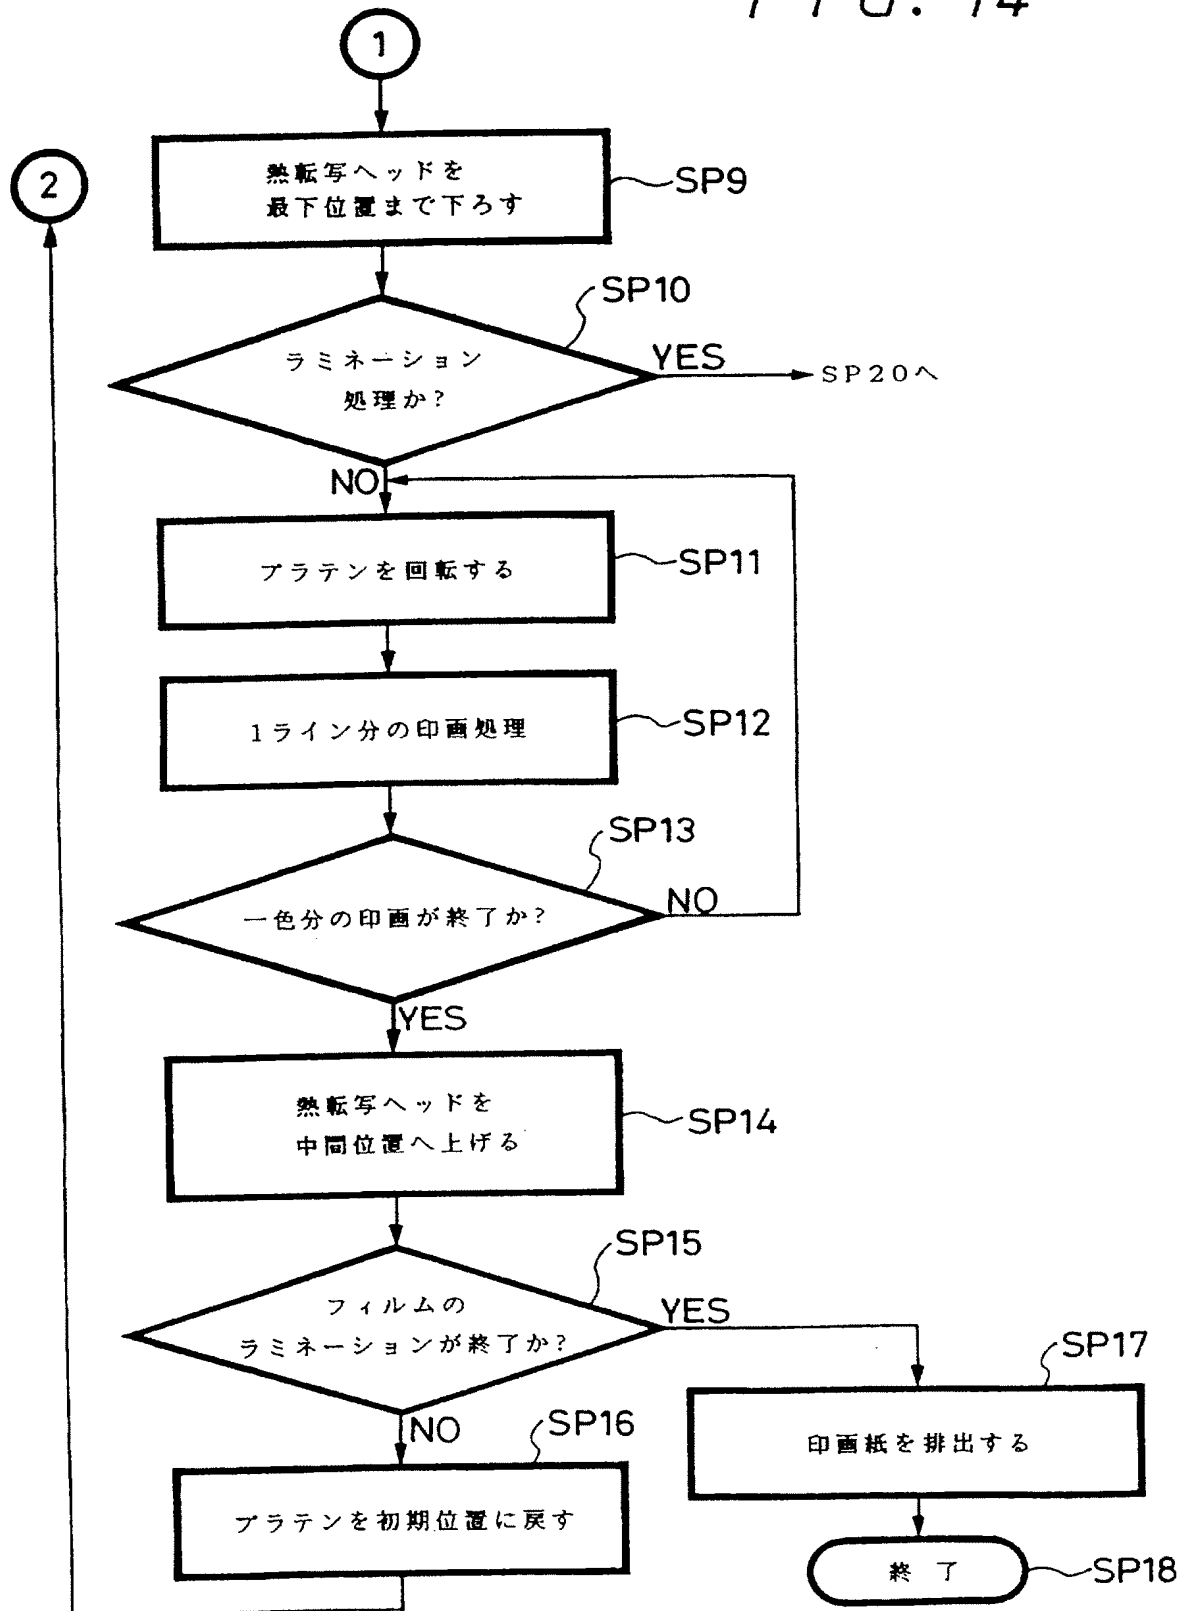 FIG. 14
1
熱転写ヘッドを
最下位置まで下ろす
SP9
2
SP10
ラミネーション
処理か?
YES
SP20へ
NO
プラテンを回転する
SP11
1ライン分の印画処理
SP12
SP13
一色分の印画が終了か?
NO
YES
熱転写ヘッドを
中間位置へ上げる
SP14
SP15
フィルムの
ラミネーションが終了か?
YES
SP17
NO
SP16
印画紙を排出する
プラテンを初期位置に戻す
終了
SP18